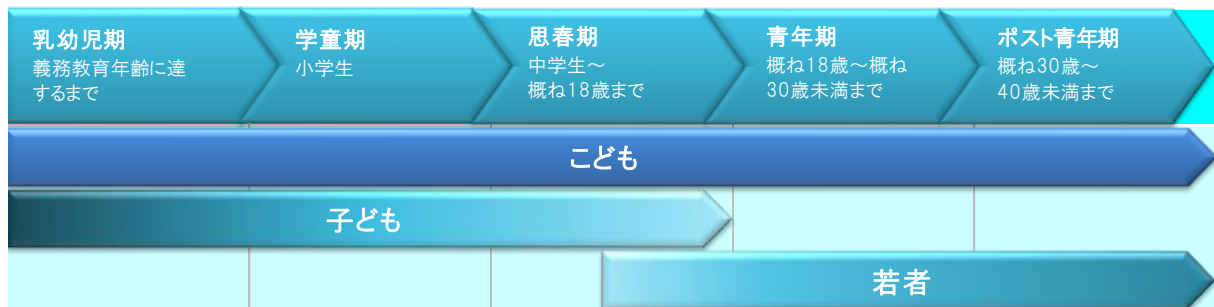 乳幼児期
義務教育年齢に達
するまで
学童期
小学生
思春期
中学生～
概ね18歳まで
青年期
概ね18歳～概ね
30歳未満まで
ポスト青年期
概ね30歳～
40歳未満まで
こども
子ども
若者